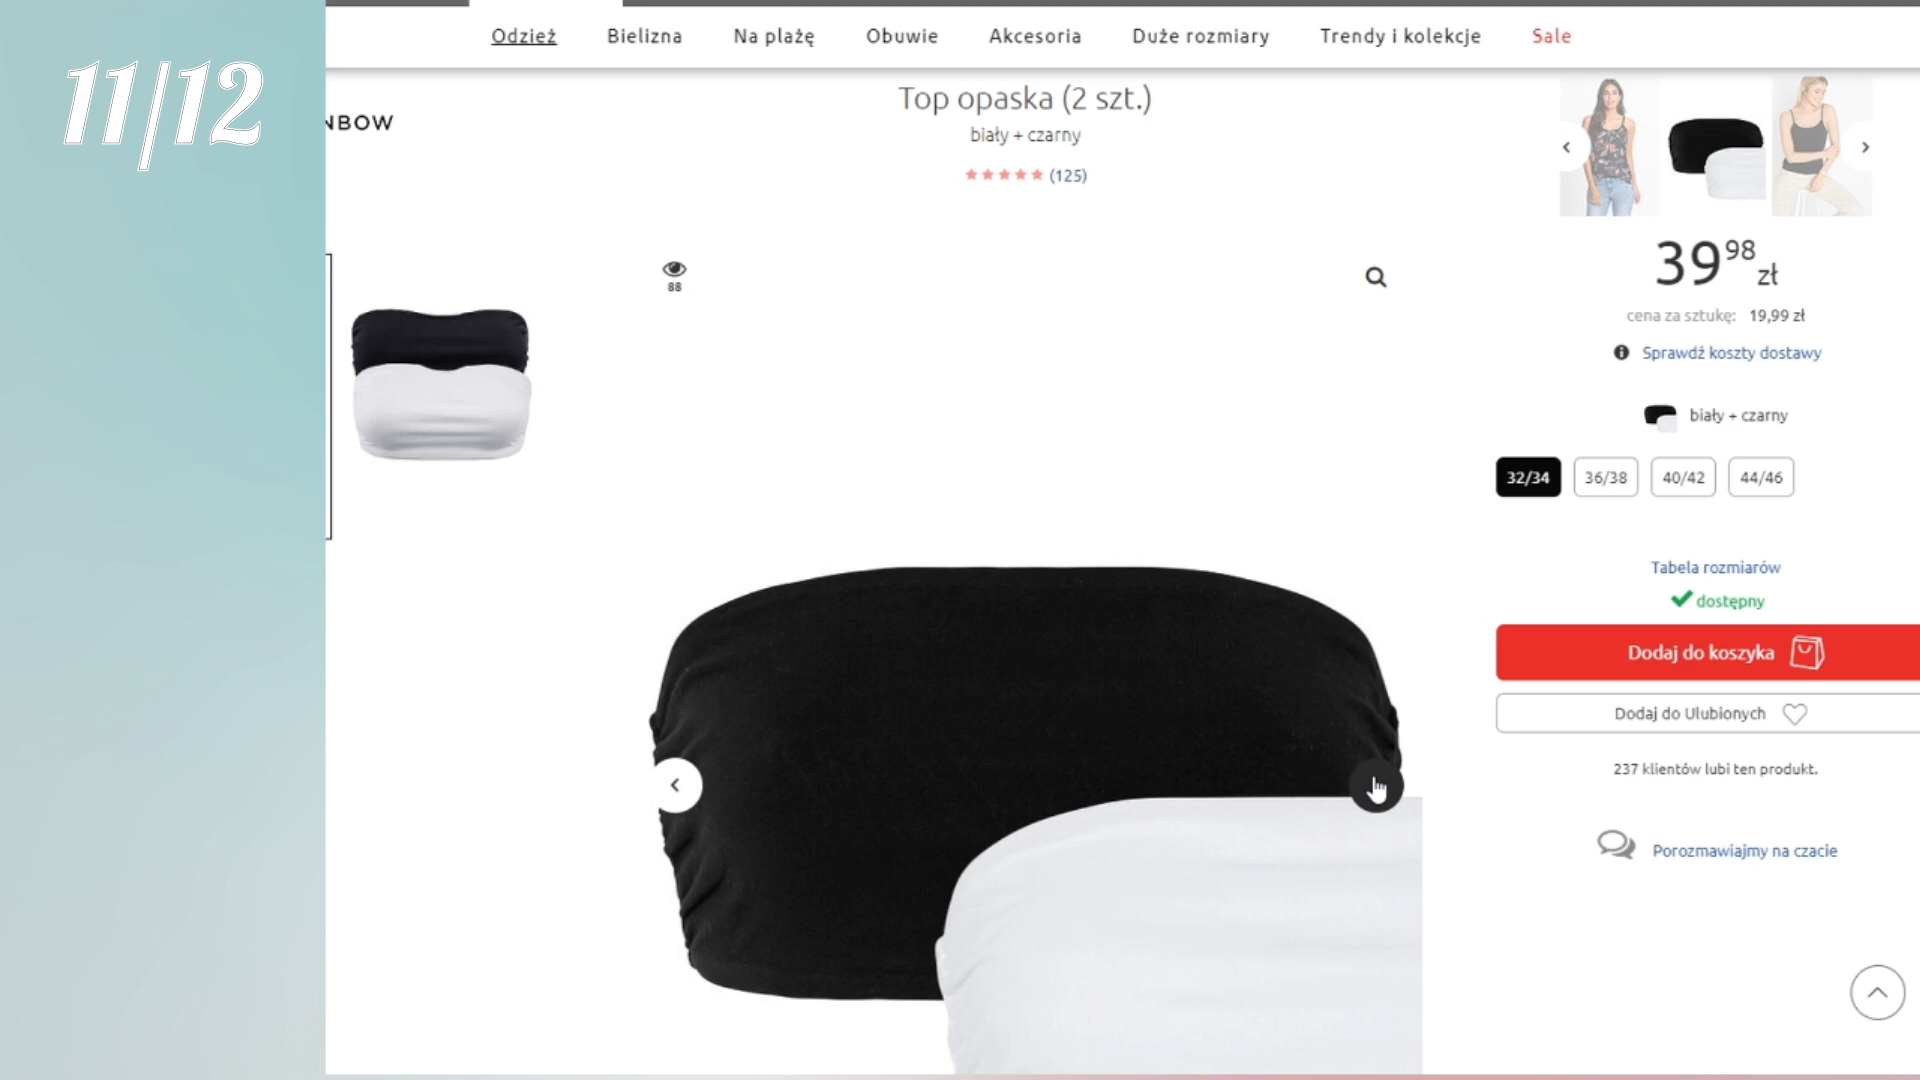 11/12
Odzież Bielizna Na plażę Obuwie Akcesoria Duże rozmiary Trendy i kolekcje Sale
NBOW
Top opaska (2 szt.)
biały + czarny
(125)
88
39 98 zł
cena za sztukę: 19,99 zł
Sprawdź koszty dostawy
biały + czarny
32/34 36/38 40/42 44/46
Tabela rozmiarów
dostępny
Dodaj do koszyka
Dodaj do Ulubionych
237 klientów lubi ten produkt.
Porozmawiajmy na czacie